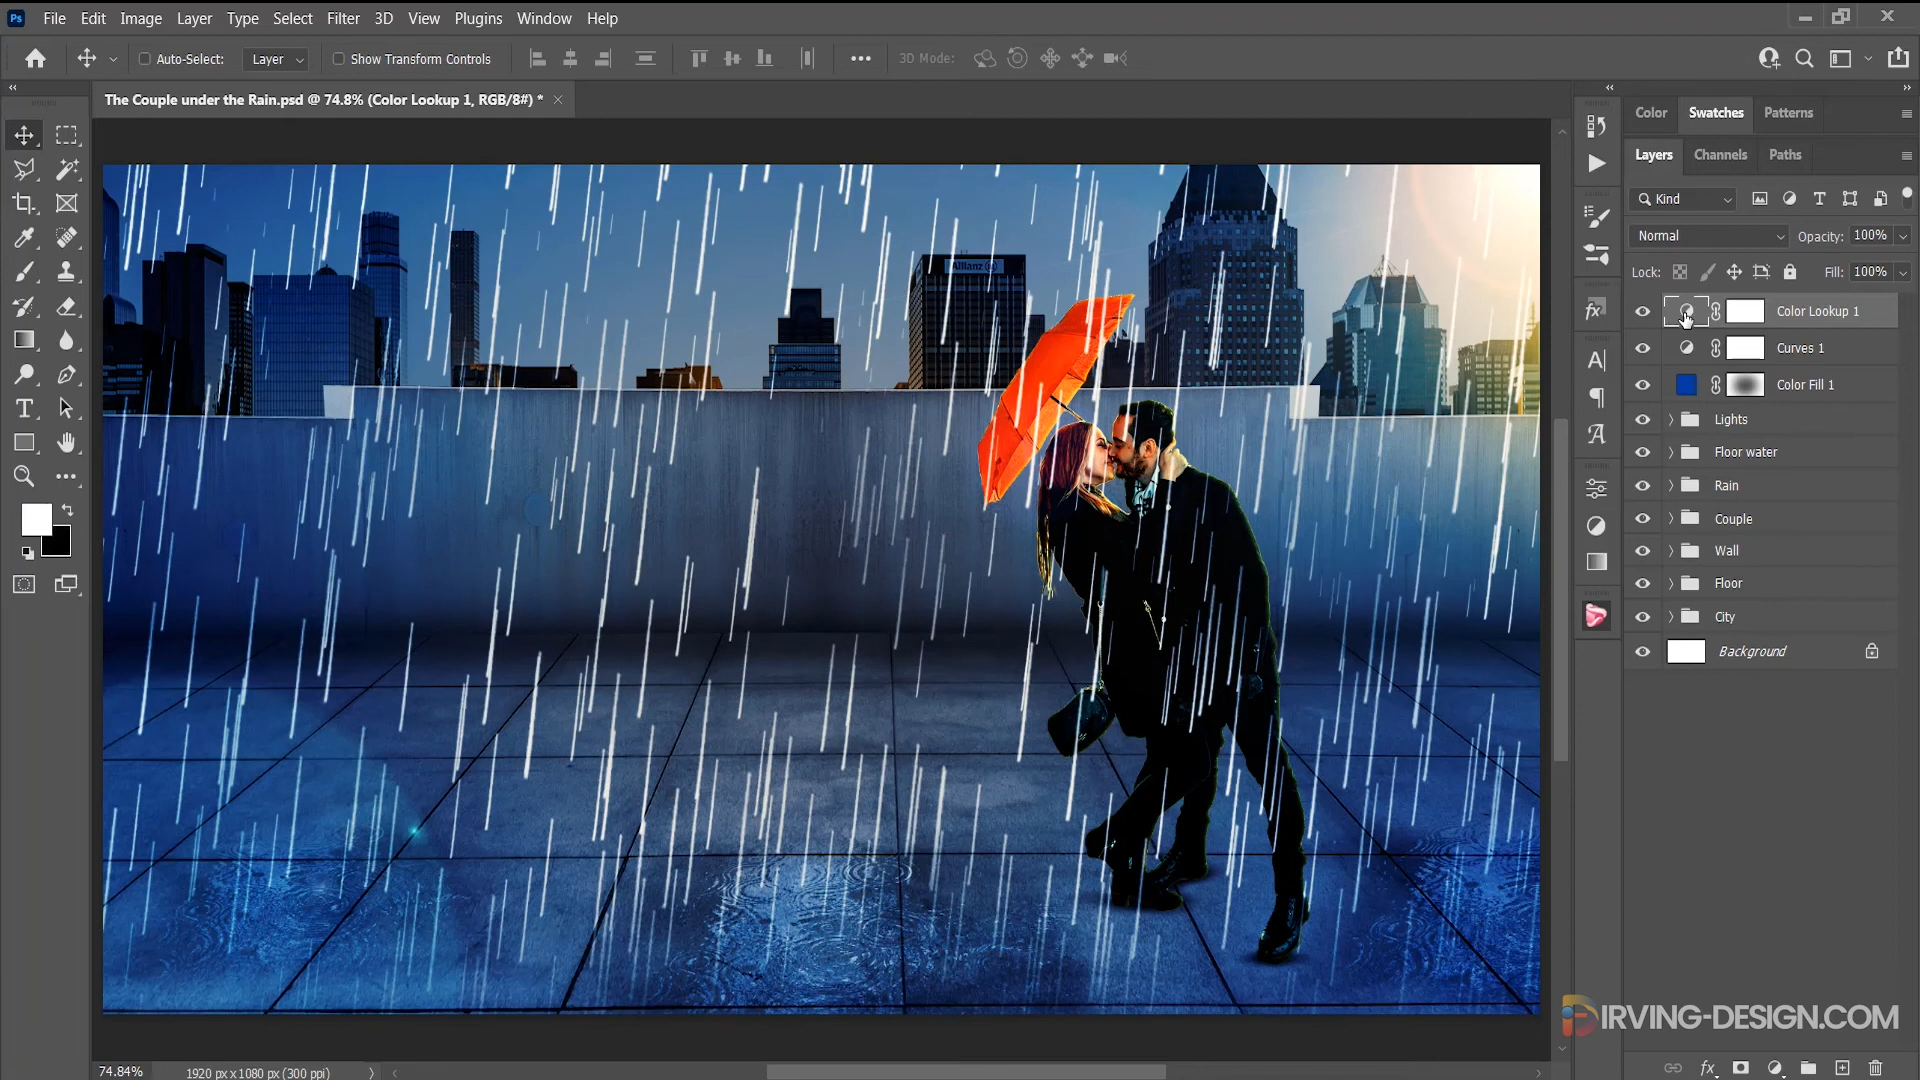 Ps File Edit Image Layer Type Select Filter 3D View Plugins Window Help
Auto-Select: Layer Show Transform Controls 3D Mode:
The Couple under the Rain.psd @ 74.8% (Color Lookup 1, RGB/8#) *
Color Swatches Patterns
Layers Channels Paths
Kind
Normal Opacity: 100%
Lock: Fill: 100%
Color Lookup 1
Curves 1
Color Fill 1
Lights
Floor water
Rain
Couple
Wall
Floor
City
Background
Allianz
IRVING-DESIGN.COM
74.84% 1920 px x 1080 px (300 ppi)